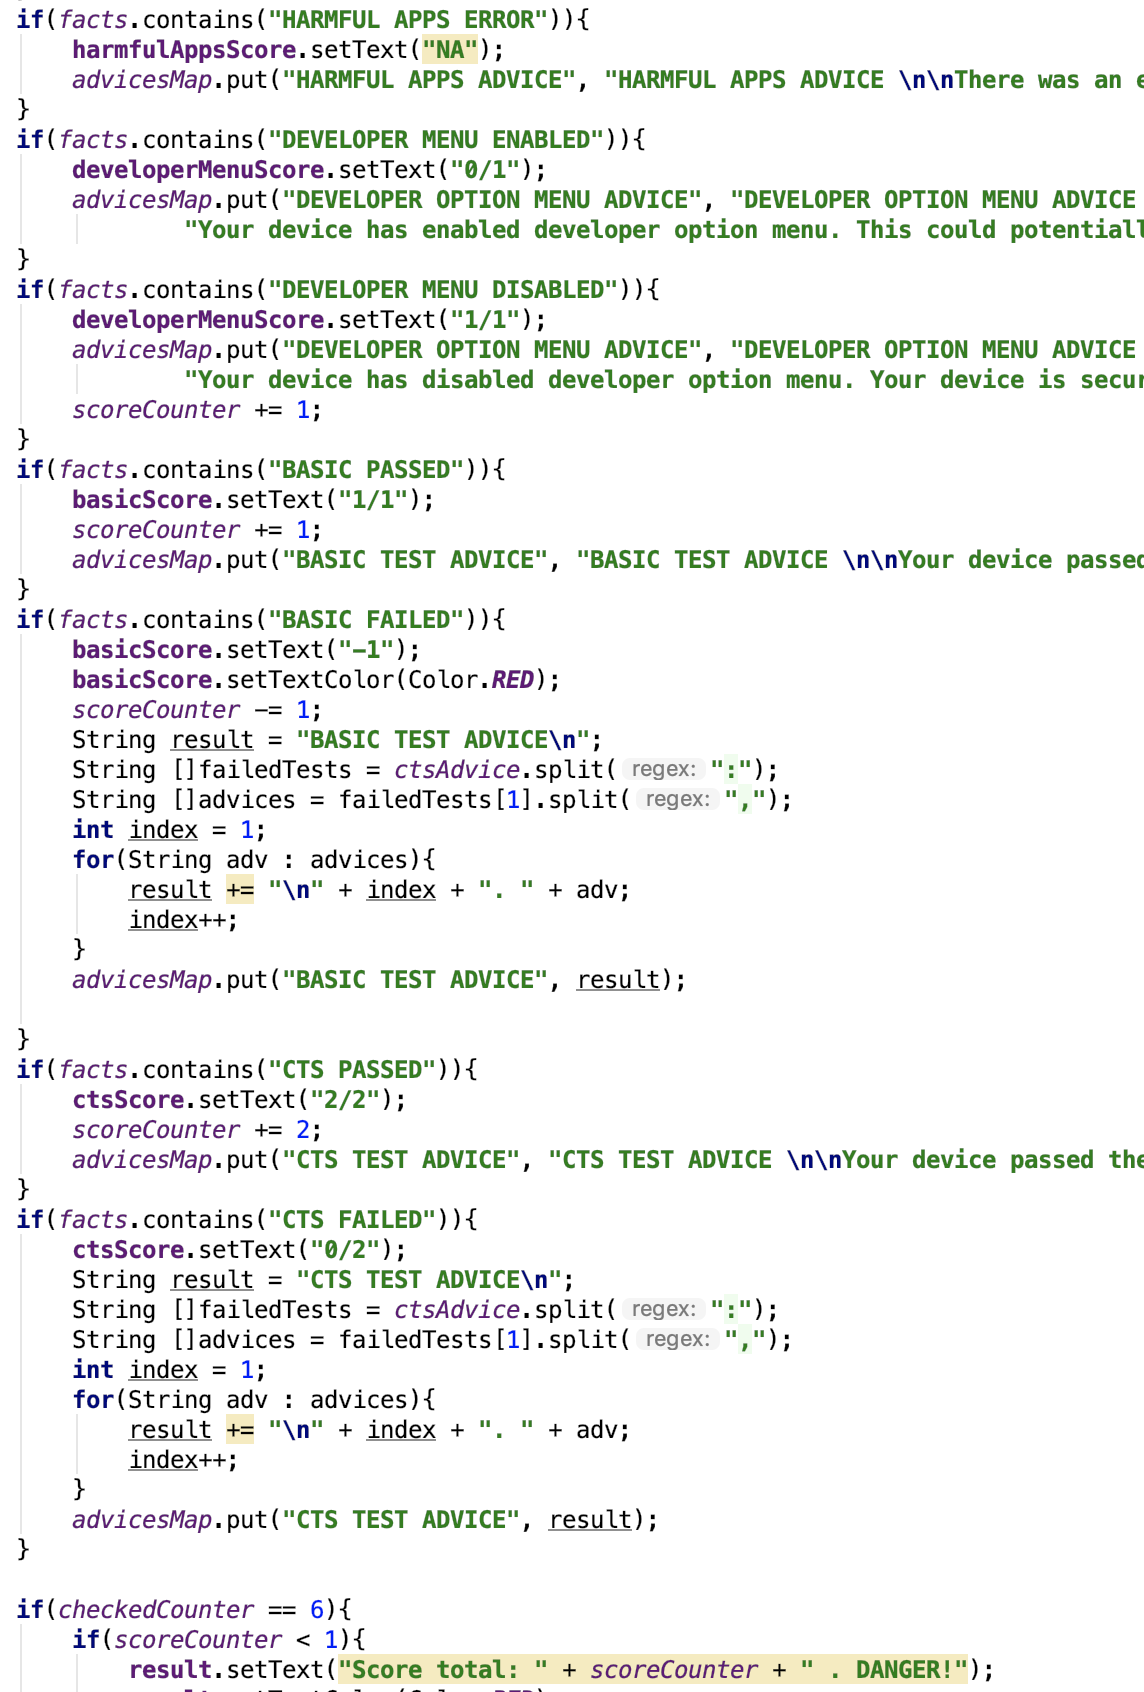 if(facts.contains("HARMFUL APPS ERROR")){
harmfulAppsScore.setText("NA");
advicesMap.put("HARMFUL APPS ADVICE", "HARMFUL APPS ADVICE \n\nThere was an
}
if(facts.contains("DEVELOPER MENU ENABLED")){
developerMenuScore.setText("0/1");
advicesMap.put("DEVELOPER OPTION MENU ADVICE", "DEVELOPER OPTION MENU ADVICE
"Your device has enabled developer option menu. This could potentiall
}
if(facts.contains("DEVELOPER MENU DISABLED")){
developerMenuScore.setText("1/1");
advicesMap.put("DEVELOPER OPTION MENU ADVICE", "DEVELOPER OPTION MENU ADVICE
"Your device has disabled developer option menu. Your device is secur
scoreCounter += 1;
}
if(facts.contains("BASIC PASSED")){
basicScore.setText("1/1");
scoreCounter += 1;
advicesMap.put("BASIC TEST ADVICE", "BASIC TEST ADVICE \n\nYour device passed
}
if(facts.contains("BASIC FAILED")){
basicScore.setText("-1");
basicScore.setTextColor(Color.RED);
scoreCounter -= 1;
String result = "BASIC TEST ADVICE\n";
String []failedTests = ctsAdvice.split( regex: ":");
String []advices = failedTests[1].split( regex: ",");
int index = 1;
for(String adv : advices){
result += "\n" + index + ". " + adv;
index++;
}
advicesMap.put("BASIC TEST ADVICE", result);
}
if(facts.contains("CTS PASSED")){
ctsScore.setText("2/2");
scoreCounter += 2;
advicesMap.put("CTS TEST ADVICE", "CTS TEST ADVICE \n\nYour device passed the
}
if(facts.contains("CTS FAILED")){
ctsScore.setText("0/2");
String result = "CTS TEST ADVICE\n";
String []failedTests = ctsAdvice.split( regex: ":");
String []advices = failedTests[1].split( regex: ",");
int index = 1;
for(String adv : advices){
result += "\n" + index + ". " + adv;
index++;
}
advicesMap.put("CTS TEST ADVICE", result);
}
if(checkedCounter == 6){
if(scoreCounter < 1){
result.setText("Score total: " + scoreCounter + " . DANGER!");